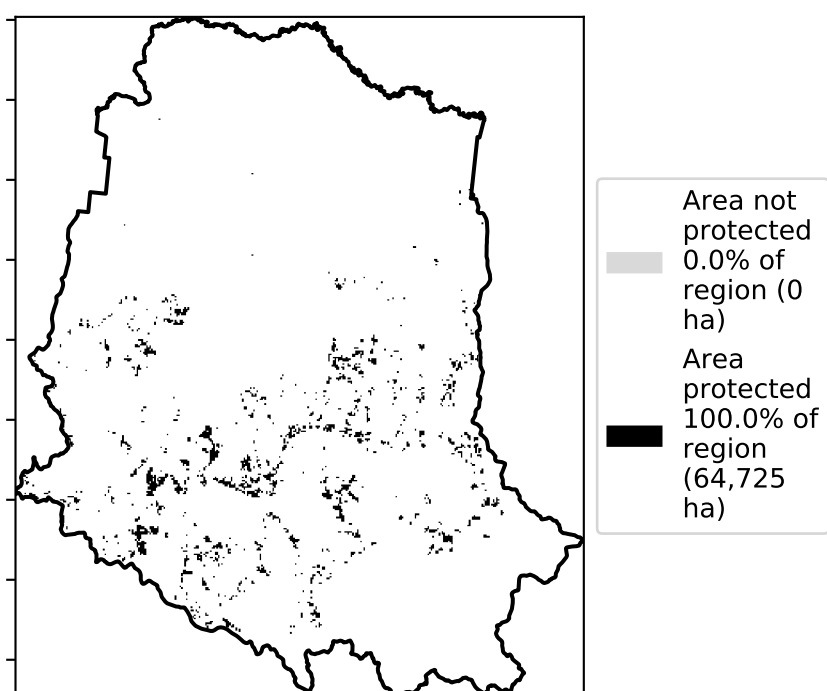 Area not
protected
0.0% of
region (0
ha)
Area
protected
100.0% of
region
(64,725
ha)